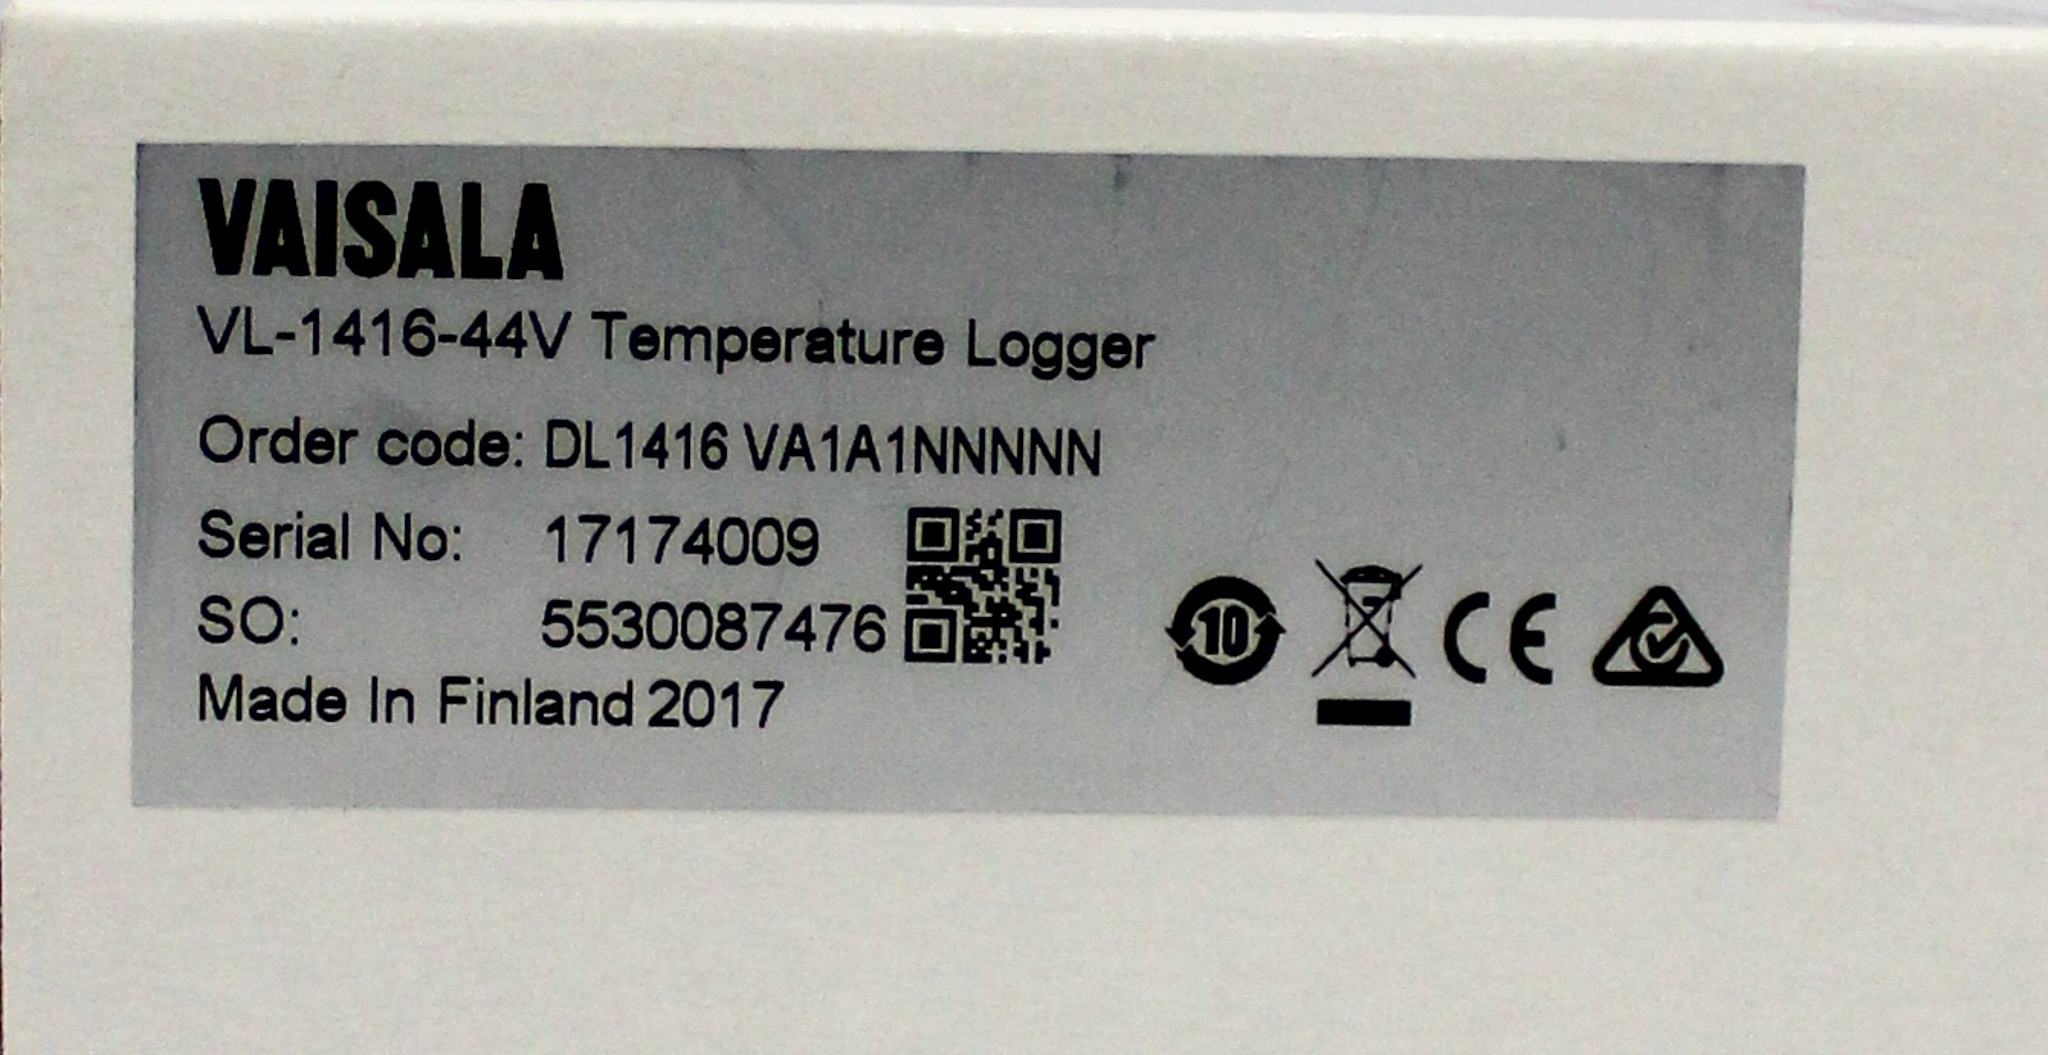 VAISALA
VL-1416-44V Temperature Logger
Order code: DL1416 VA1A1NNNNN
Serial No: 17174009
SO: 5530087476
Made In Finland 2017
10
CE